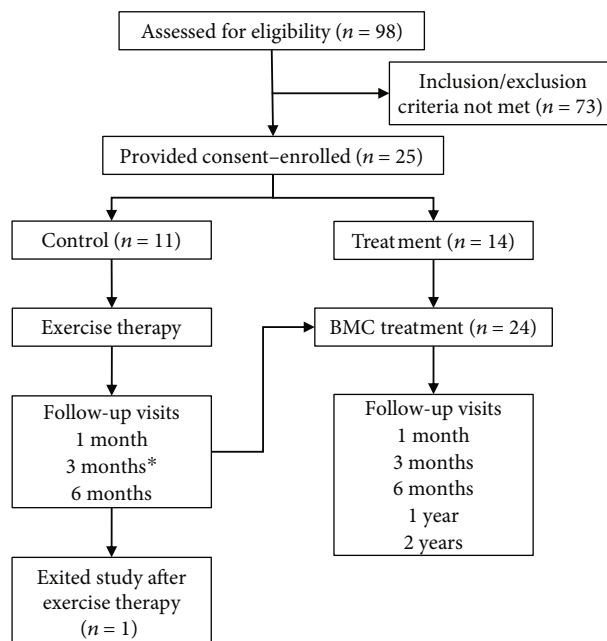 Assessed for eligibility (n = 98)
Inclusion/exclusion
criteria not met (n = 73)
Provided consent–enrolled (n = 25)
Control (n = 11)
Treatment (n = 14)
Exercise therapy
BMC treatment (n = 24)
Follow-up visits
1 month
3 months*
6 months
Follow-up visits
1 month
3 months
6 months
1 year
2 years
Exited study after
exercise therapy
(n = 1)